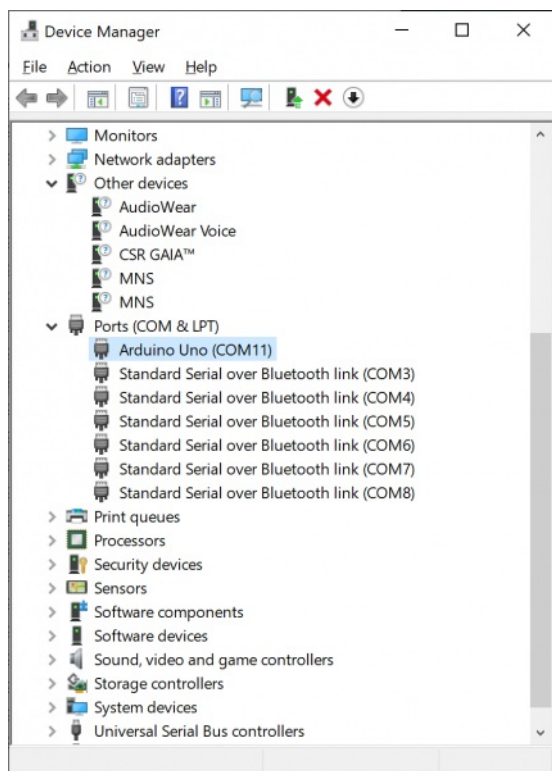 Device Manager
File Action View Help
Monitors
Network adapters
Other devices
AudioWear
AudioWear Voice
CSR GAIA™
MNS
MNS
Ports (COM & LPT)
Arduino Uno (COM11)
Standard Serial over Bluetooth link (COM3)
Standard Serial over Bluetooth link (COM4)
Standard Serial over Bluetooth link (COM5)
Standard Serial over Bluetooth link (COM6)
Standard Serial over Bluetooth link (COM7)
Standard Serial over Bluetooth link (COM8)
Print queues
Processors
Security devices
Sensors
Software components
Software devices
Sound, video and game controllers
Storage controllers
System devices
Universal Serial Bus controllers